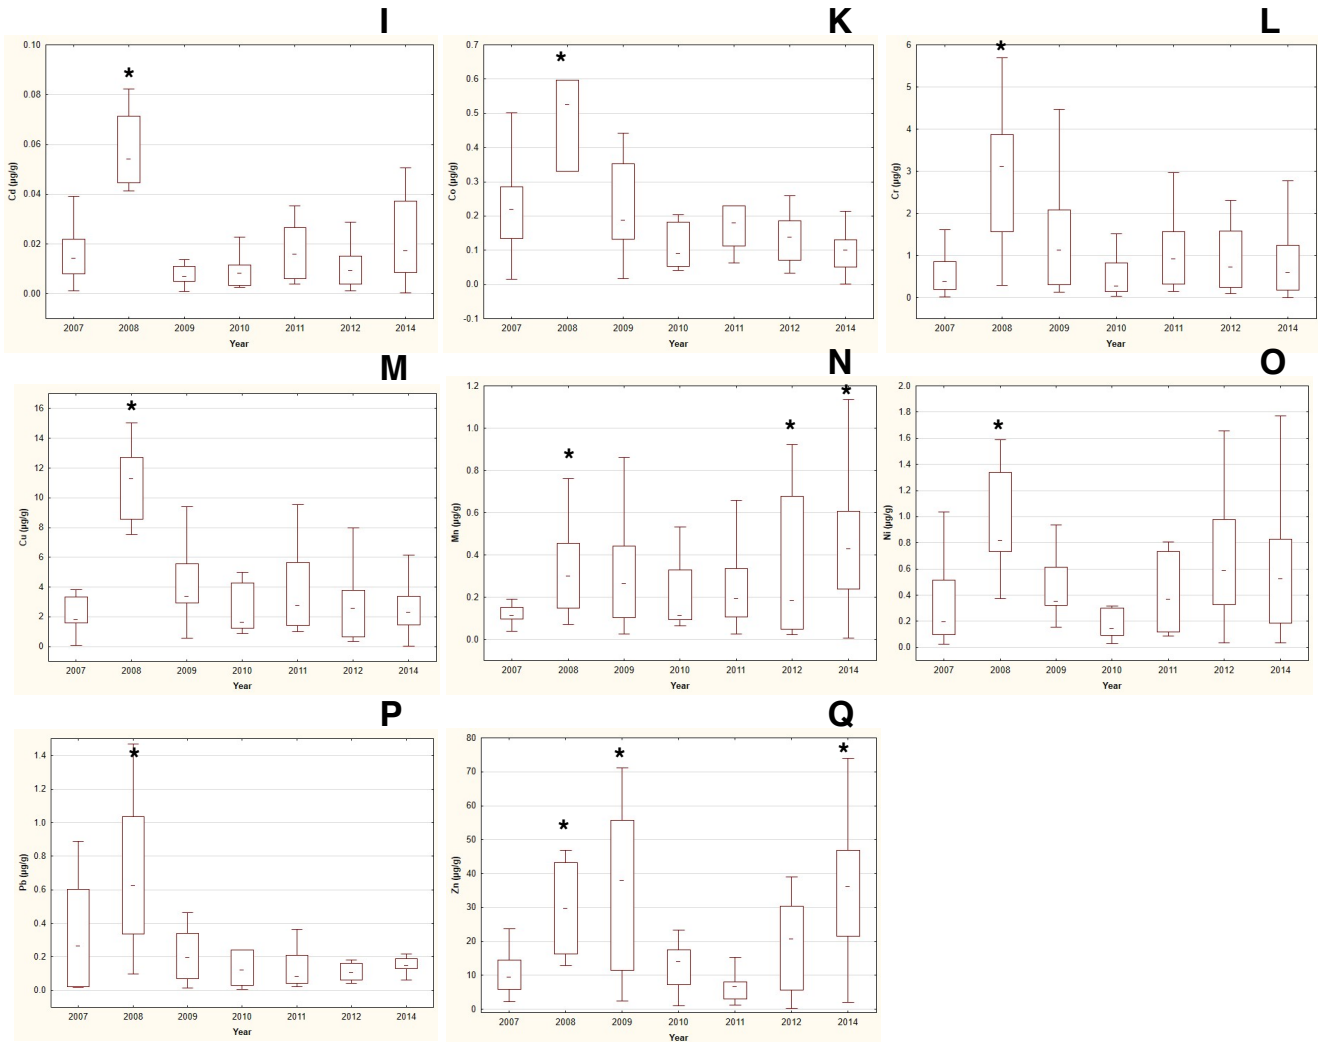 I
K
L
Cd (µg/g)
0.10
0.08
0.06
0.04
0.02
0.00
2007 2008 2009 2010 2011 2012 2014
Year
*
Co (µg/g)
0.7
0.6
0.5
0.4
0.3
0.2
0.1
0.0
-0.1
2007 2008 2009 2010 2011 2012 2014
Year
*
Cr (µg/g)
6
5
4
3
2
1
0
2007 2008 2009 2010 2011 2012 2014
Year
*
M
N
O
Cu (µg/g)
16
14
12
10
8
6
4
2
0
2007 2008 2009 2010 2011 2012 2014
Year
*
Mn (µg/g)
1.2
1.0
0.8
0.6
0.4
0.2
0.0
2007 2008 2009 2010 2011 2012 2014
Year
* * *
Ni (µg/g)
2.0
1.8
1.6
1.4
1.2
1.0
0.8
0.6
0.4
0.2
0.0
2007 2008 2009 2010 2011 2012 2014
Year
*
P
Q
Pb (µg/g)
1.4
1.2
1.0
0.8
0.6
0.4
0.2
0.0
2007 2008 2009 2010 2011 2012 2014
Year
*
Zn (µg/g)
80
70
60
50
40
30
20
10
0
2007 2008 2009 2010 2011 2012 2014
Year
* * *